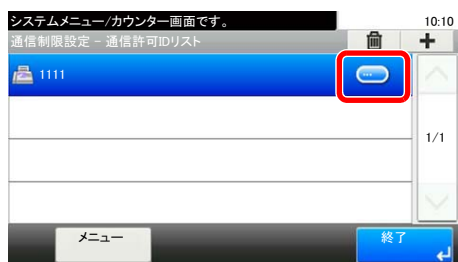 システムメニュー/カウンター画面です。
10:10
通信制限設定 - 通信許可IDリスト
1111
1/1
メニュー
終了